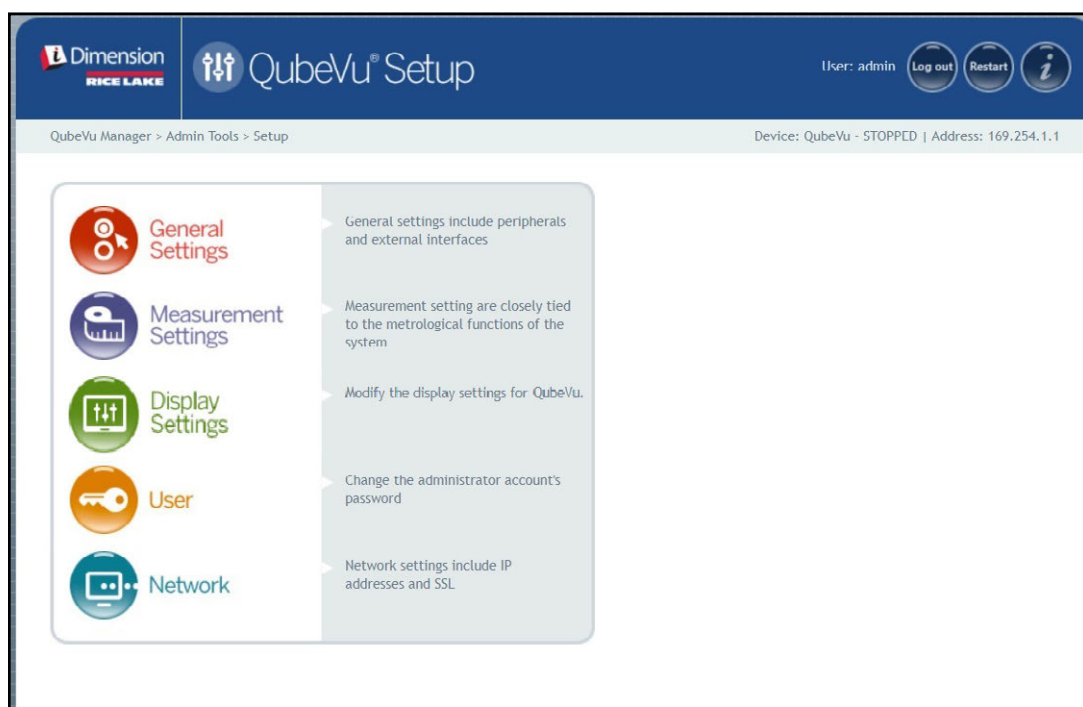 i Dimension
RICE LAKE
QubeVu® Setup
User: admin
Log out
Restart
i
QubeVu Manager > Admin Tools > Setup
Device: QubeVu - STOPPED | Address: 169.254.1.1
General
Settings
General settings include peripherals
and external interfaces
Measurement
Settings
Measurement setting are closely tied
to the metrological functions of the
system
Display
Settings
Modify the display settings for QubeVu.
User
Change the administrator account's
password
Network
Network settings include IP
addresses and SSL